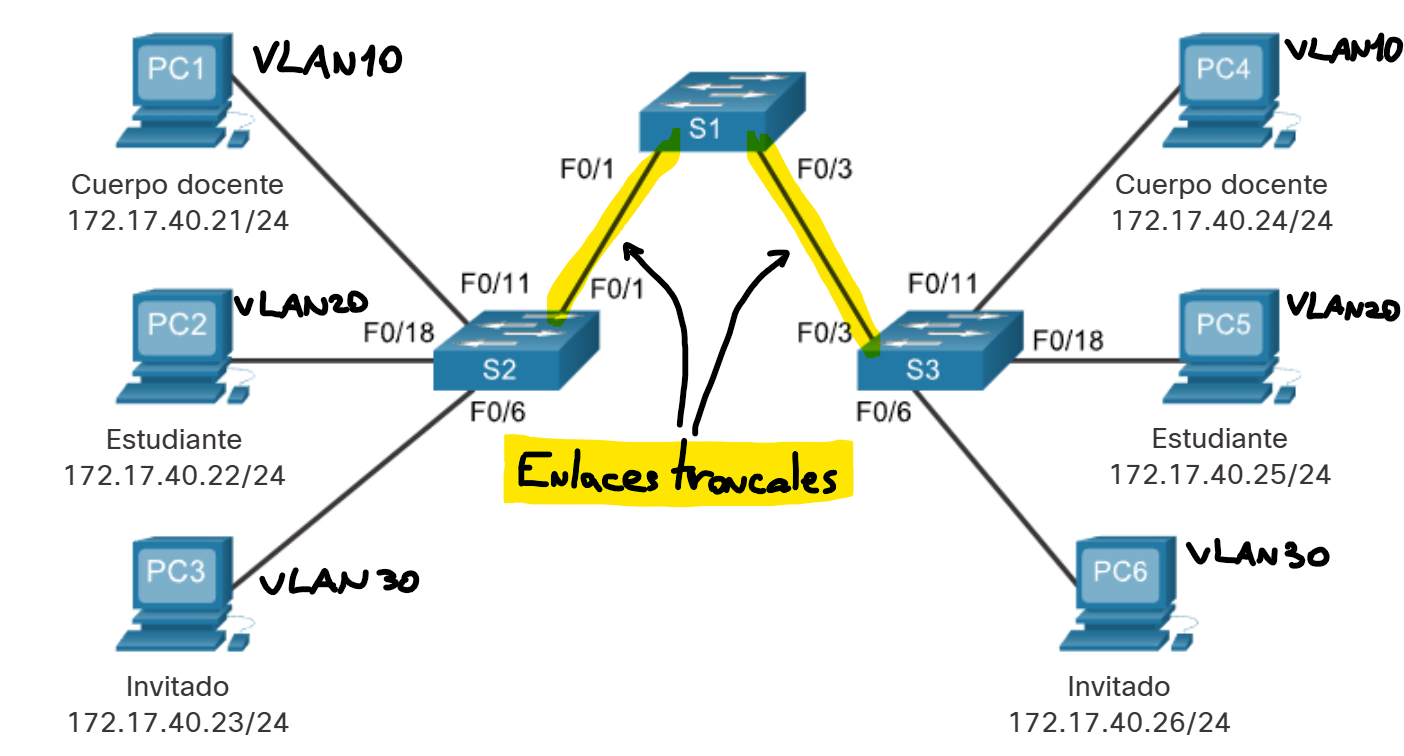 PC1
VLAN10
Cuerpo docente
172.17.40.21/24
PC2
VLAN20
Estudiante
172.17.40.22/24
PC3
VLAN30
Invitado
172.17.40.23/24
S1
F0/1
F0/3
F0/11
F0/1
F0/18
S2
F0/6
Enlaces troncales
F0/11
F0/3
F0/18
S3
F0/6
PC4
VLAN10
Cuerpo docente
172.17.40.24/24
PC5
VLAN20
Estudiante
172.17.40.25/24
PC6
VLAN30
Invitado
172.17.40.26/24